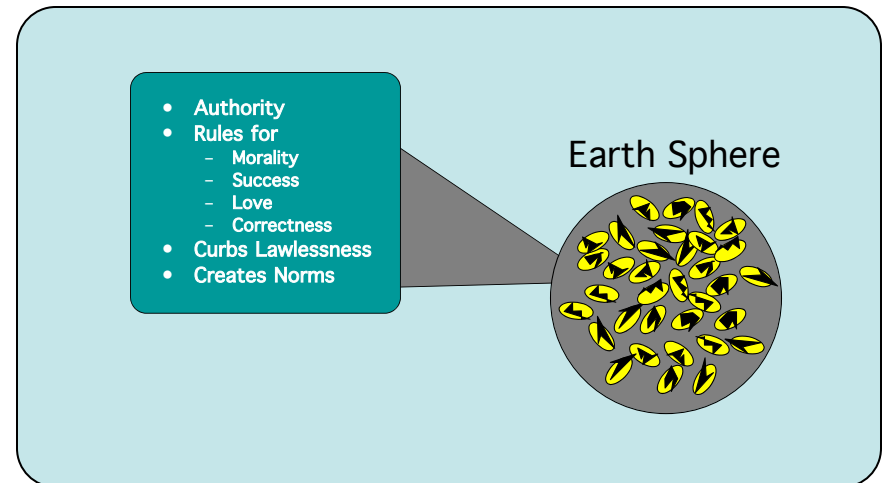 • Authority
• Rules for
– Morality
– Success
– Love
– Correctness
• Curbs Lawlessness
• Creates Norms
Earth Sphere